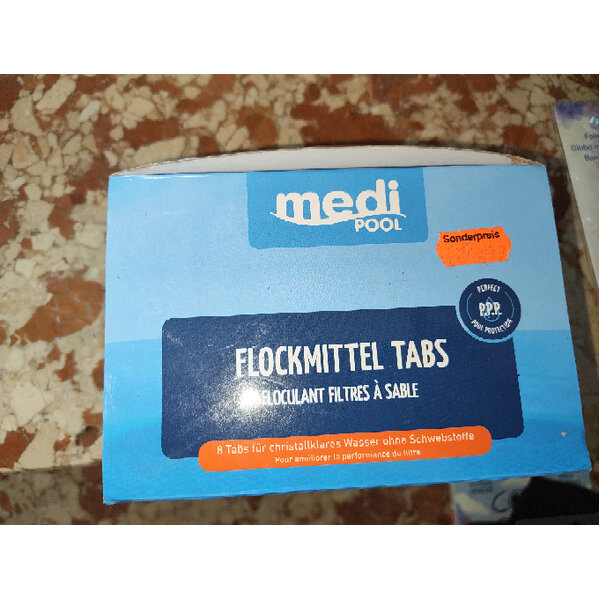 medi
POOL
Sonderpreis
PERFECT
P.P.P.
POOL PROTECTION
FLOCKMITTEL TABS
FLOCULANT FILTRES À SABLE
8 Tabs für christallklares Wasser ohne Schwebstoffe
Pour améliorer la performance du filtre